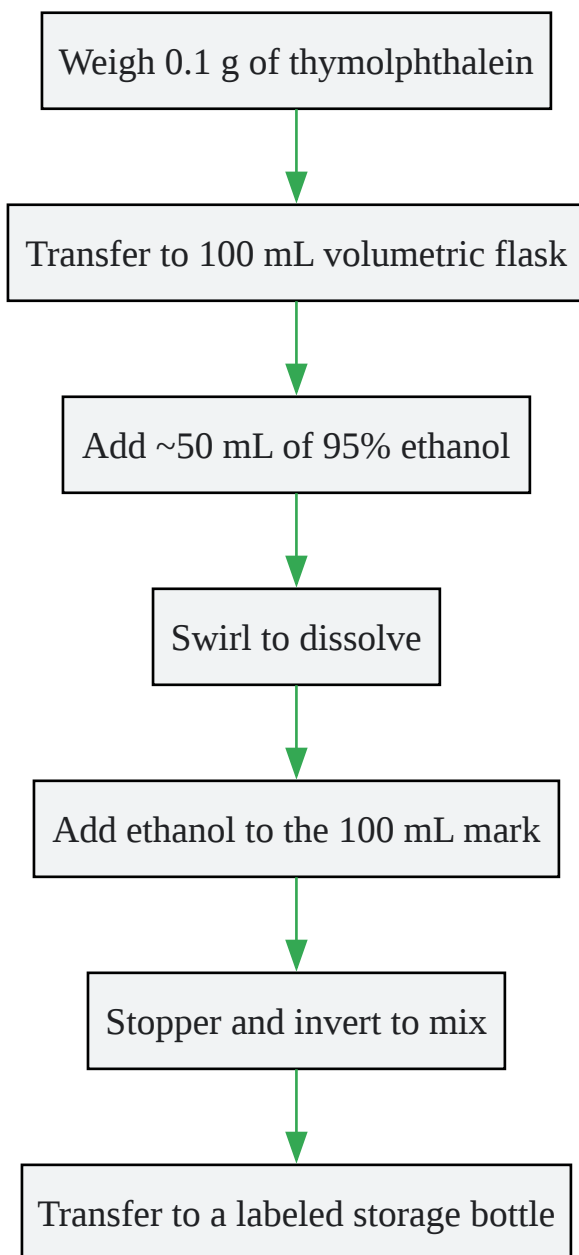 Weigh 0.1 g of thymolphthalein
Transfer to 100 mL volumetric flask
Add ~50 mL of 95% ethanol
Swirl to dissolve
Add ethanol to the 100 mL mark
Stopper and invert to mix
Transfer to a labeled storage bottle